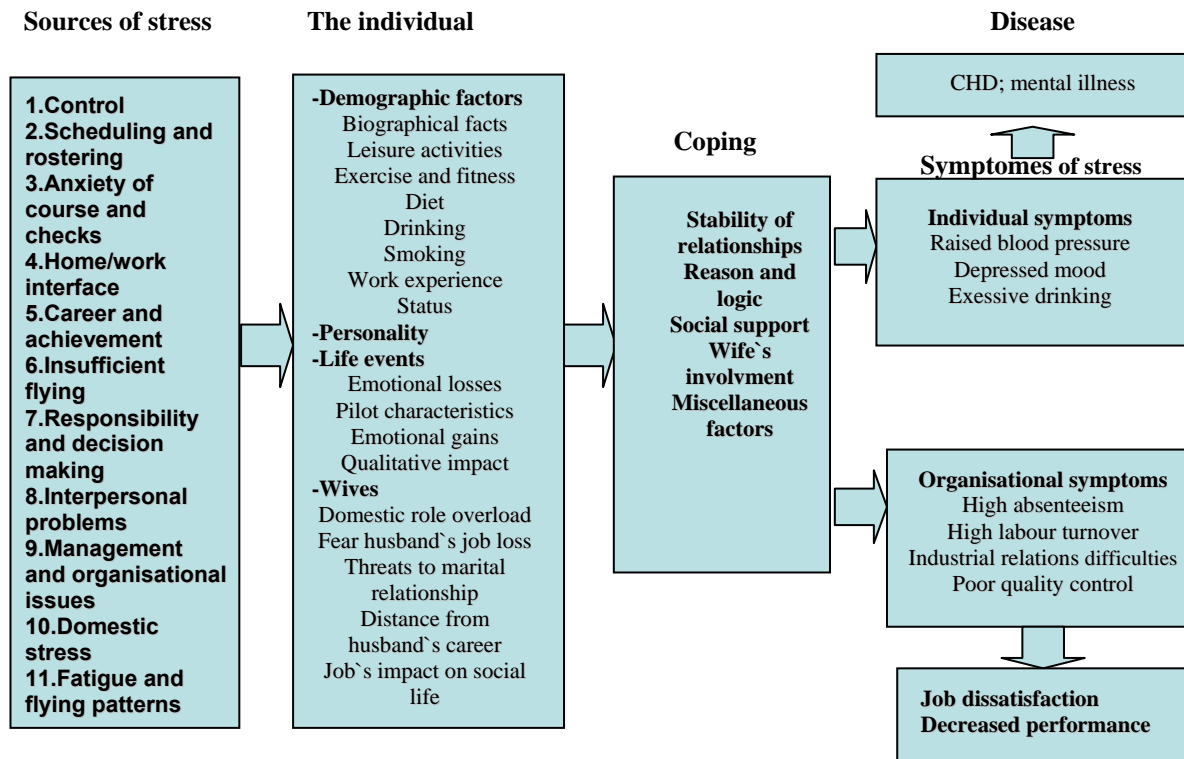 Sources of stress
1.Control
2.Scheduling and
rostering
3.Anxiety of
course and
checks
4.Home/work
interface
5.Career and
achievement
6.Insufficient
flying
7.Responsibility
and decision
making
8.Interpersonal
problems
9.Management
and organisational
issues
10.Domestic
stress
11.Fatigue and
flying patterns
The individual
-Demographic factors
Biographical facts
Leisure activities
Exercise and fitness
Diet
Drinking
Smoking
Work experience
Status
-Personality
-Life events
Emotional losses
Pilot characteristics
Emotional gains
Qualitative impact
-Wives
Domestic role overload
Fear husband`s job loss
Threats to marital
relationship
Distance from
husband`s career
Job`s impact on social
life
Coping
Stability of
relationships
Reason and
logic
Social support
Wife`s
involvment
Miscellaneous
factors
Disease
CHD; mental illness
Symptomes of stress
Individual symptoms
Raised blood pressure
Depressed mood
Exessive drinking
Organisational symptoms
High absenteeism
High labour turnover
Industrial relations difficulties
Poor quality control
Job dissatisfaction
Decreased performance